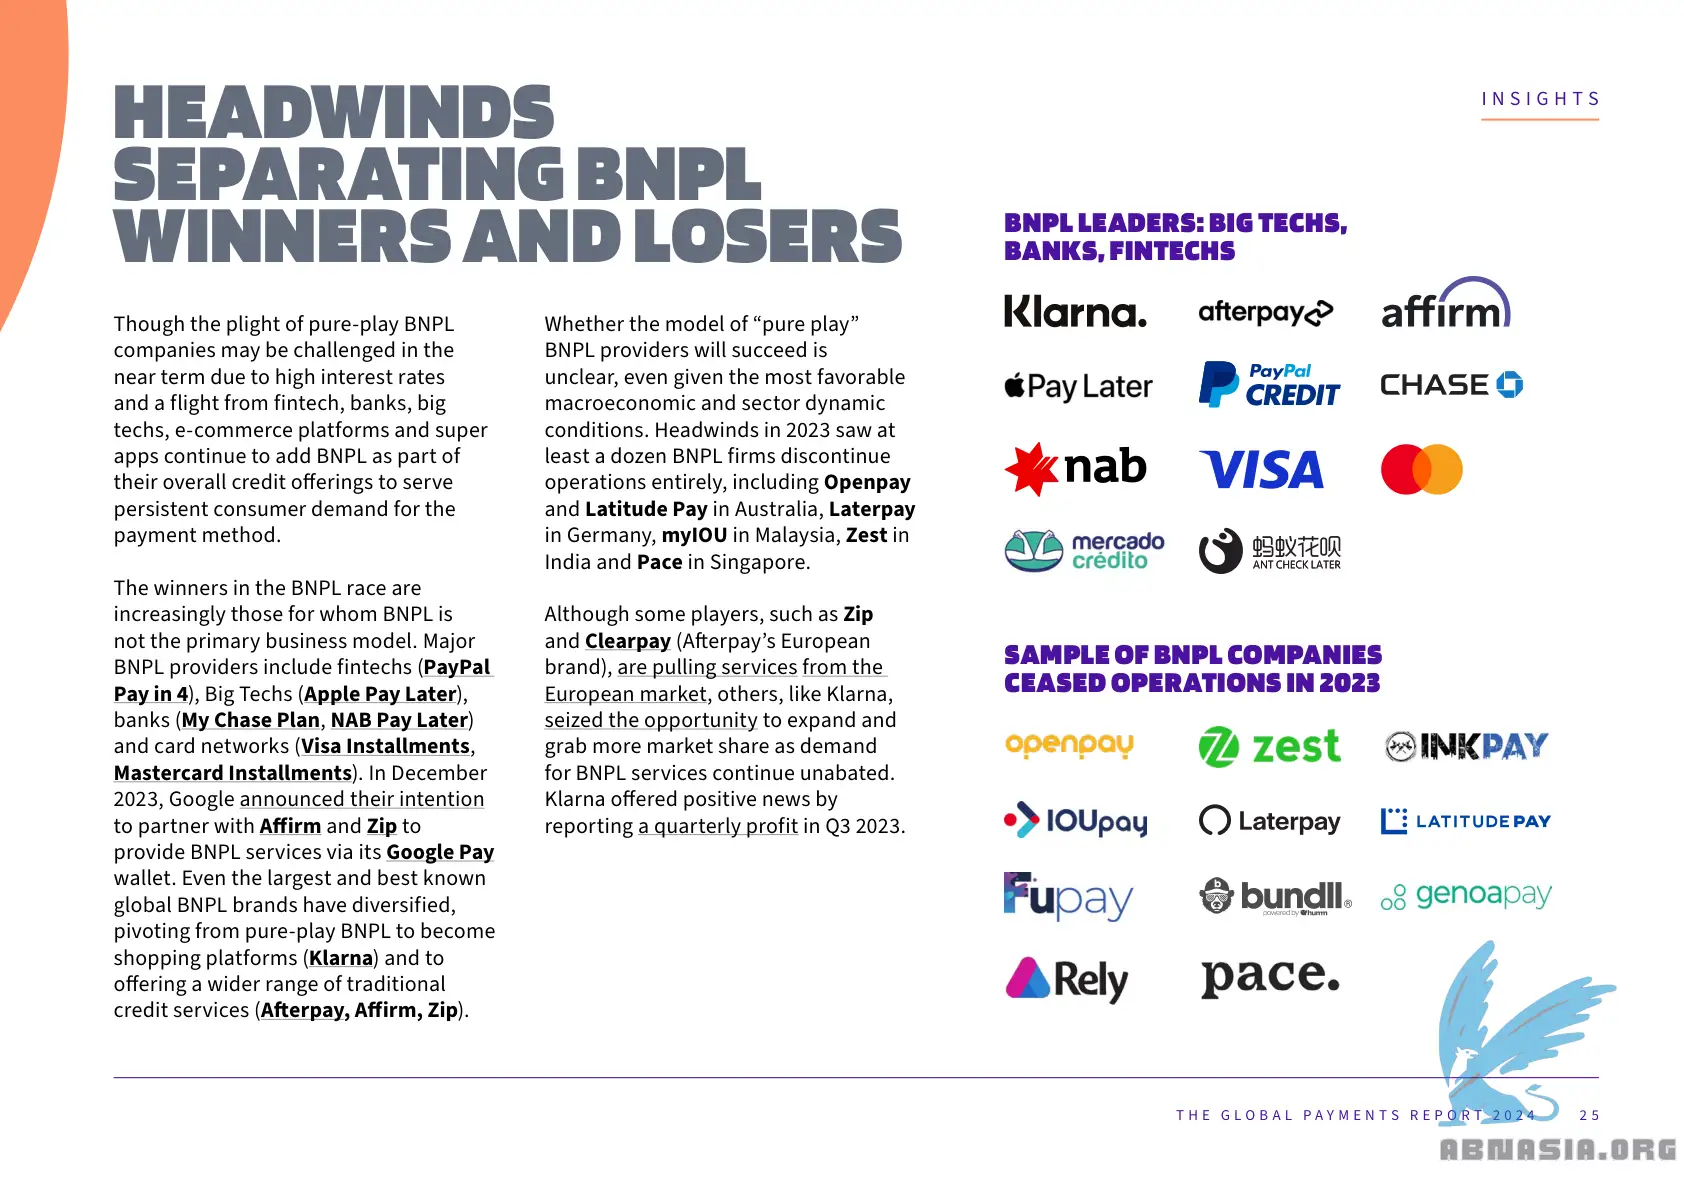 HEADWINDS
SEPARATING BNPL
WINNERS AND LOSERS
INSIGHTS
Though the plight of pure-play BNPL
companies may be challenged in the
near term due to high interest rates
and a flight from fintech, banks, big
techs, e-commerce platforms and super
apps continue to add BNPL as part of
their overall credit offerings to serve
persistent consumer demand for the
payment method.
The winners in the BNPL race are
increasingly those for whom BNPL is
not the primary business model. Major
BNPL providers include fintechs (PayPal
Pay in 4), Big Techs (Apple Pay Later),
banks (My Chase Plan, NAB Pay Later)
and card networks (Visa Installments,
Mastercard Installments). In December
2023, Google announced their intention
to partner with Affirm and Zip to
provide BNPL services via its Google Pay
wallet. Even the largest and best known
global BNPL brands have diversified,
pivoting from pure-play BNPL to become
shopping platforms (Klarna) and to
offering a wider range of traditional
credit services (Afterpay, Affirm, Zip).
Whether the model of “pure play”
BNPL providers will succeed is
unclear, even given the most favorable
macroeconomic and sector dynamic
conditions. Headwinds in 2023 saw at
least a dozen BNPL firms discontinue
operations entirely, including Openpay
and Latitude Pay in Australia, Laterpay
in Germany, myIOU in Malaysia, Zest in
India and Pace in Singapore.
Although some players, such as Zip
and Clearpay (Afterpay’s European
brand), are pulling services from the
European market, others, like Klarna,
seized the opportunity to expand and
grab more market share as demand
for BNPL services continue unabated.
Klarna offered positive news by
reporting a quarterly profit in Q3 2023.
BNPL LEADERS: BIG TECHS,
BANKS, FINTECHS
Klarna.
afterpay
affirm
Pay Later
PayPal
CREDIT
CHASE
nab
VISA
mercado
crédito
蚂蚁花呗
ANT CHECK LATER
SAMPLE OF BNPL COMPANIES
CEASED OPERATIONS IN 2023
openpay
zest
INKPAY
IOUpay
Laterpay
LATITUDEPAY
Fupay
bundll®
powered by humm
genoapay
Rely
pace.
THE GLOBAL PAYMENTS REPORT 2024 25
ABNASIA.ORG